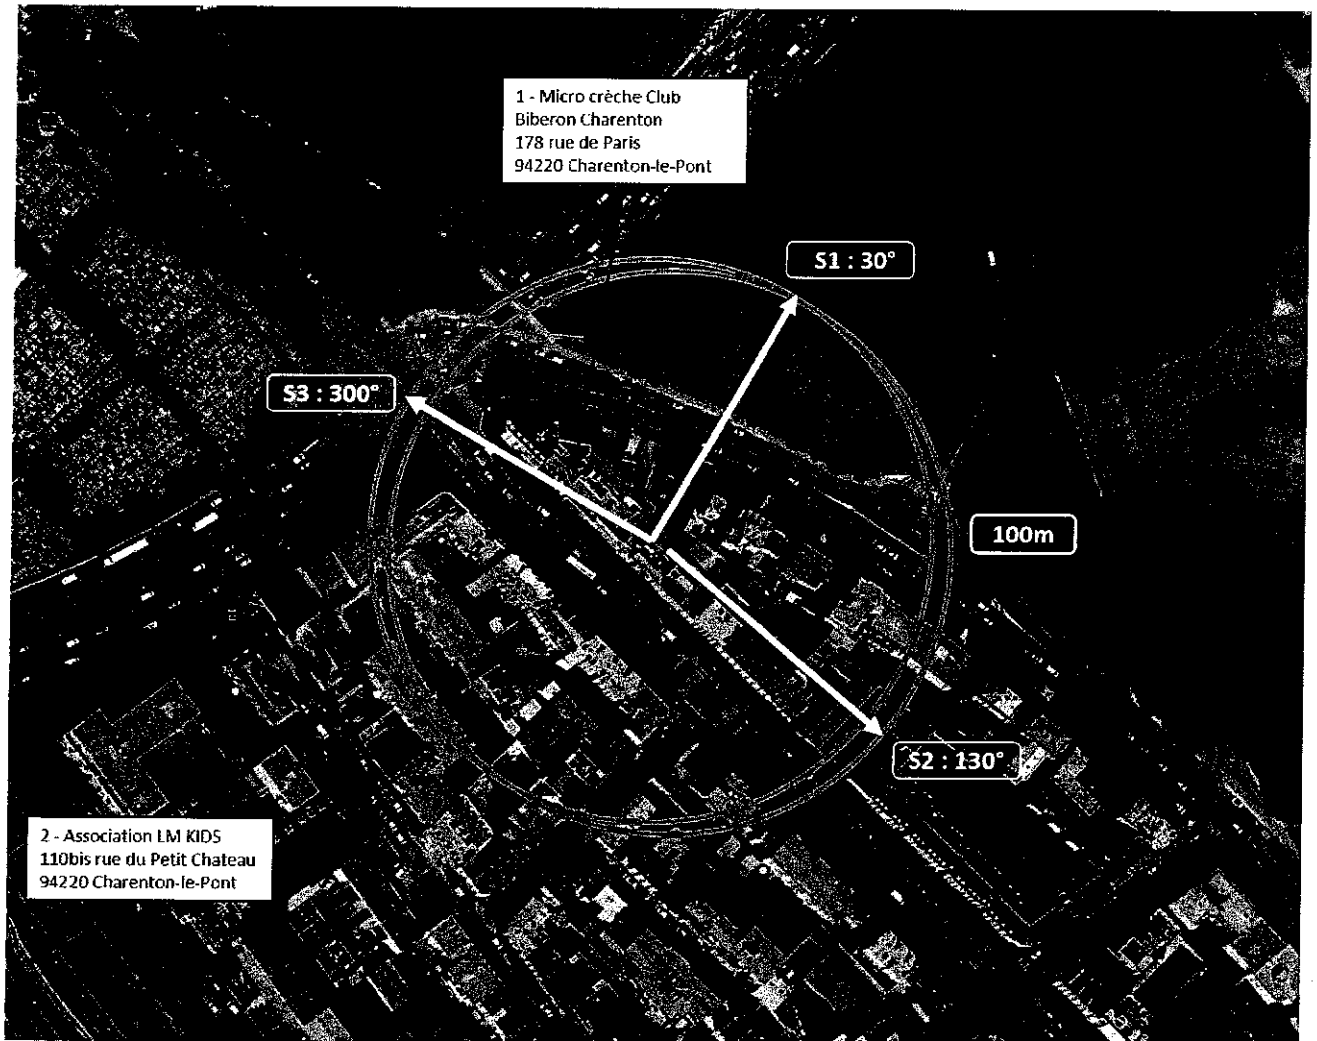 1 - Micro crèche Club
Biberon Charenton
178 rue de Paris
94220 Charenton-le-Pont
S1 : 30°
S3 : 300°
100m
S2 : 130°
2 - Association LM KIDS
110bis rue du Petit Chateau
94220 Charenton-le-Pont